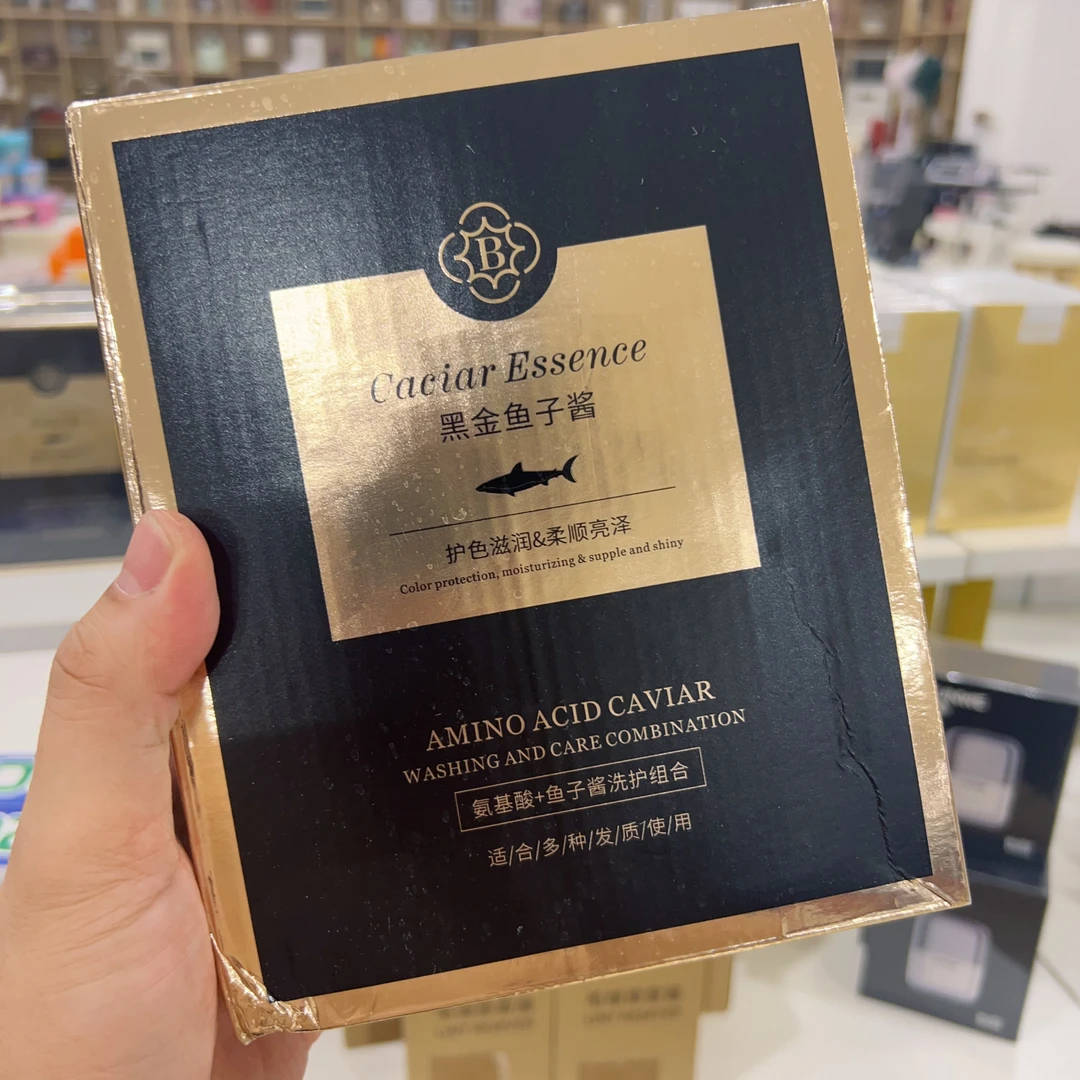 B
Caciar Essence
黑金鱼子酱
护色滋润&柔顺亮泽
Color protection, moisturizing & supple and shiny
AMINO ACID CAVIAR
WASHING AND CARE COMBINATION
氨基酸+鱼子酱洗护组合
适/合/多/种/发/质/使/用